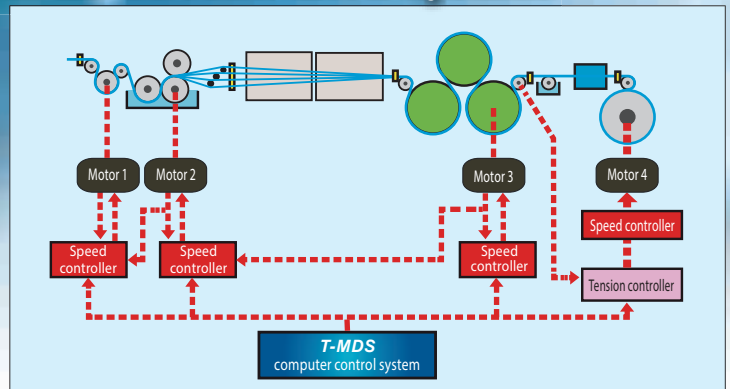 Motor 1
Motor 2
Motor 3
Motor 4
Speed controller
Speed
controller
Speed
controller
Speed
controller
Tension controller
T-MDS
computer control system